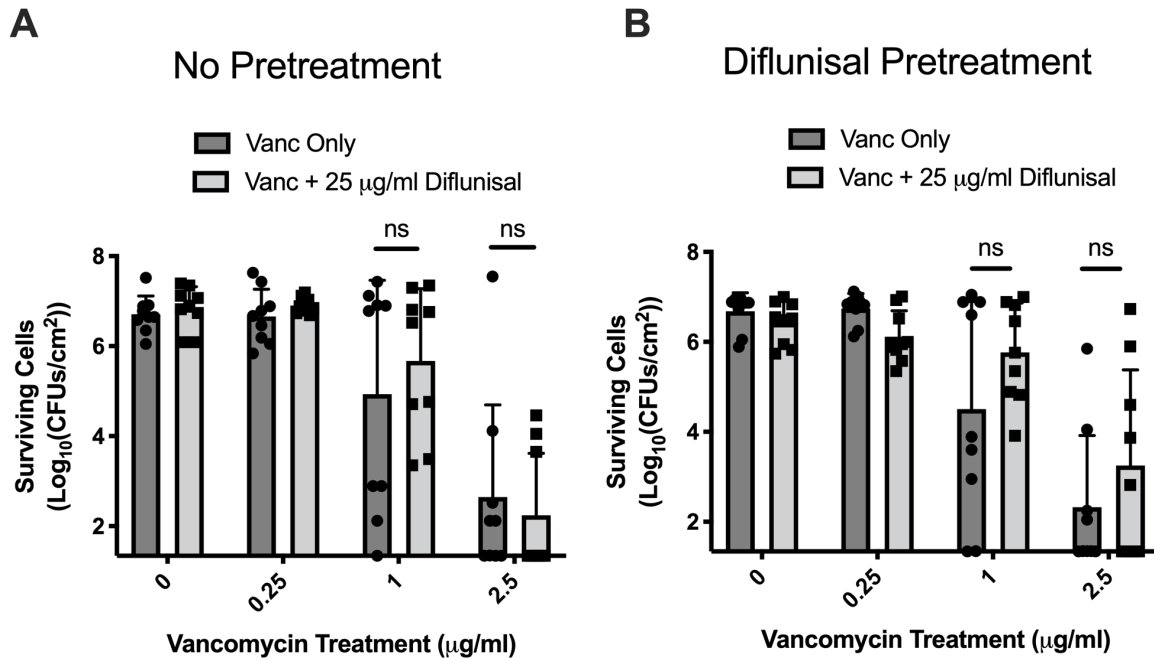 A
No Pretreatment
Vanc Only
Vanc + 25 μg/ml Diflunisal
ns
ns
8
6
4
2
Surviving Cells
(Log10(CFUs/cm2)
0
0.25
1
2.5
Vancomycin Treatment (μg/ml)
B
Diflunisal Pretreatment
Vanc Only
Vanc + 25 μg/ml Diflunisal
ns
ns
8
6
4
2
Surviving Cells
(Log10(CFUs/cm2)
0
0.25
1
2.5
Vancomycin Treatment (μg/ml)